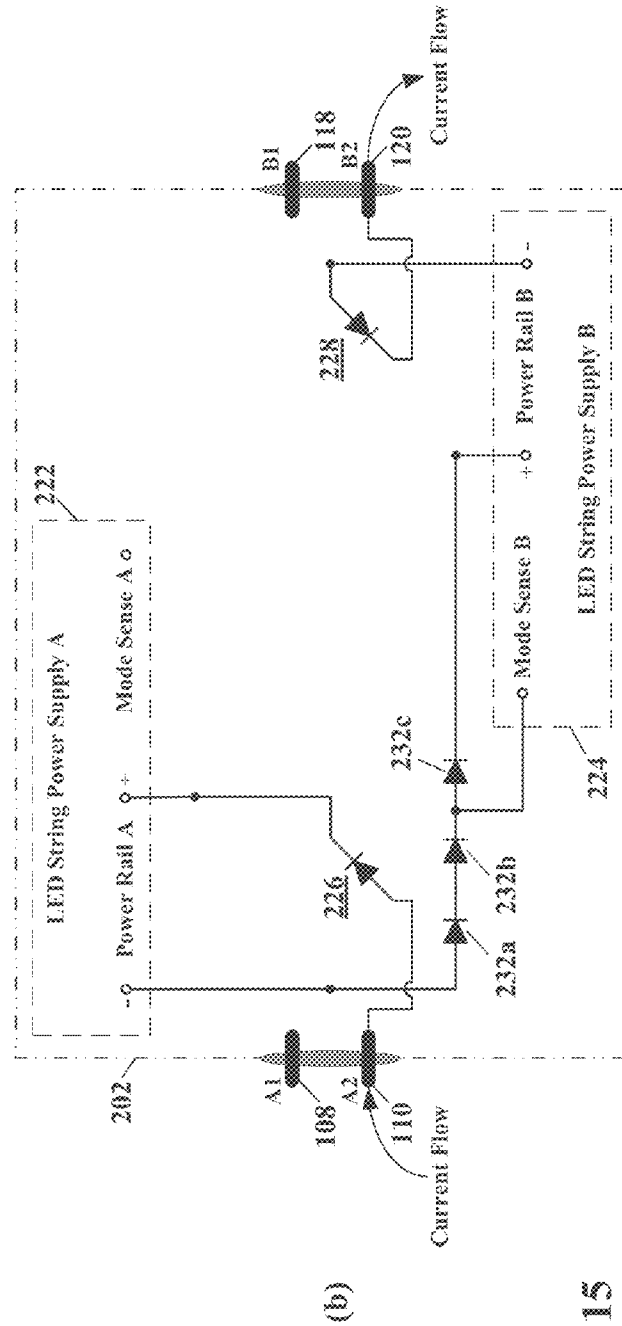 202
222
LED String Power Supply A
- Power Rail A + Mode Sense A
A1
108
A2
110
Current Flow
226
B1
118
B2
120
Current Flow
228
232a
232b
232c
Mode Sense B + Power Rail B -
LED String Power Supply B
224
(b)
15